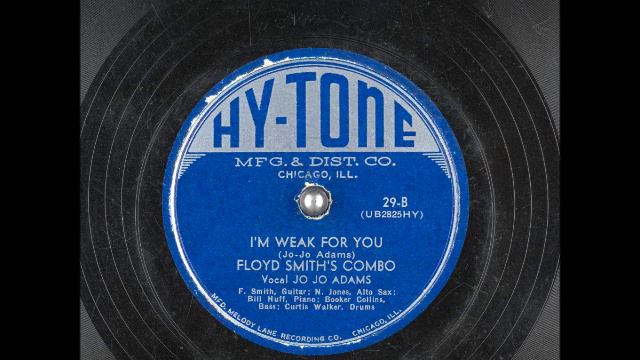 HY-TONE
MFG. & DIST. CO.
CHICAGO, ILL.
29-B
(UB2825HY)
I'M WEAK FOR YOU
(Jo-Jo Adams)
FLOYD SMITH'S COMBO
Vocal JO JO ADAMS
F. Smith, Guitar; N. Jones, Alto Sax;
Bill Huff, Piano; Booker Collins,
Bass; Curtis Walker, Drums
MFG. MELODY LANE RECORDING CO. CHICAGO, ILL.